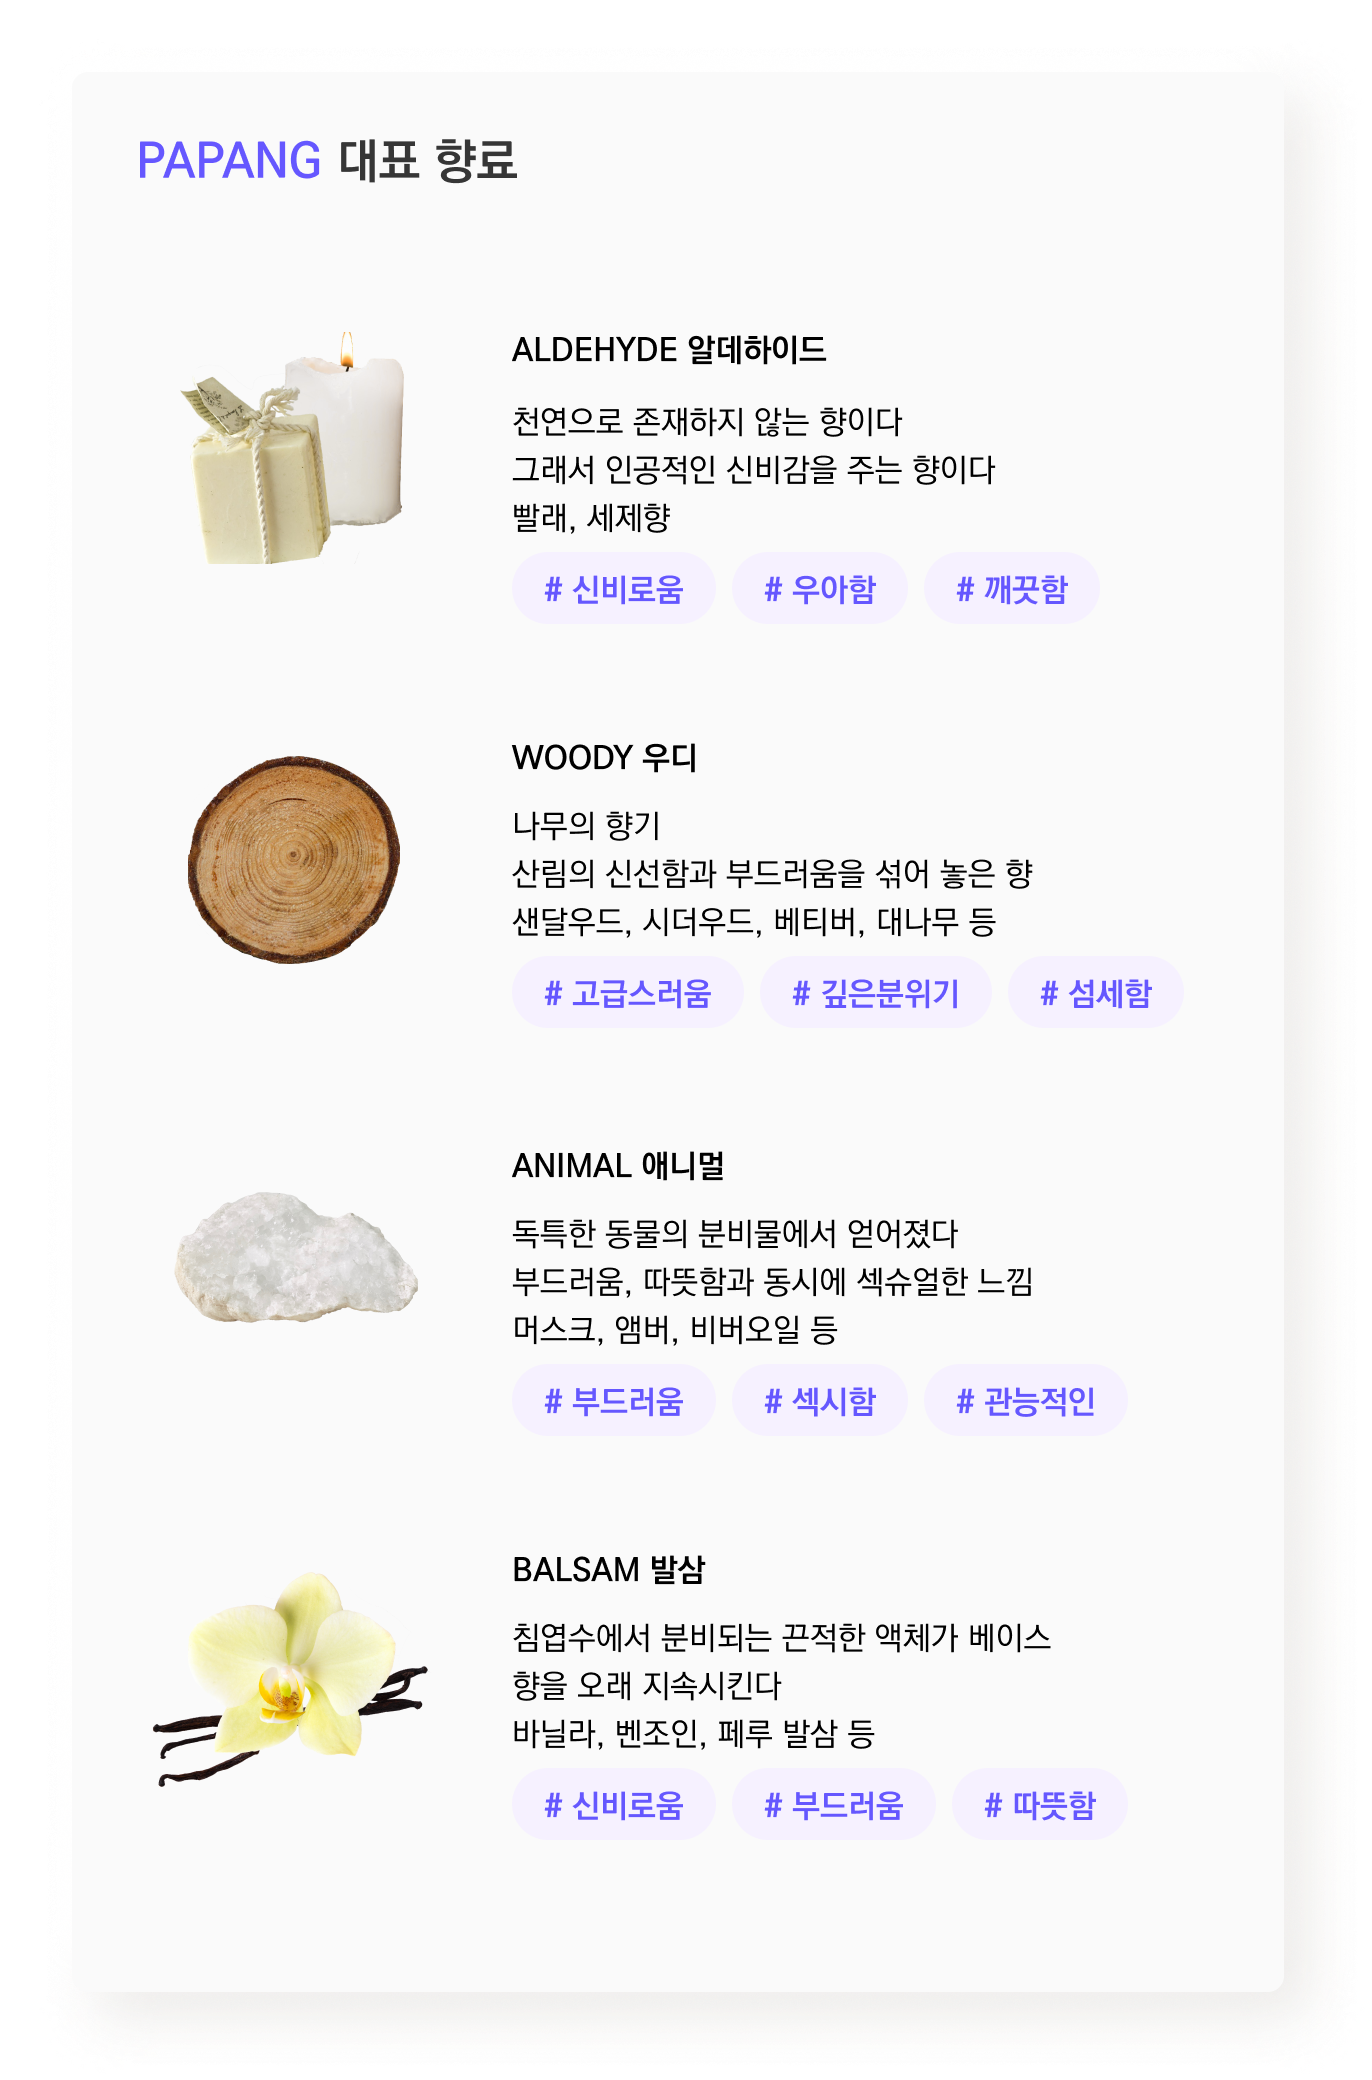 PAPANG 대표 향료
ALDEHYDE 알데하이드
천연으로 존재하지 않는 향이다
그래서 인공적인 신비감을 주는 향이다
빨래, 세제향
# 신비로움 # 우아함 # 깨끗함
WOODY 우디
나무의 향기
산림의 신선함과 부드러움을 섞어 놓은 향
샌달우드, 시더우드, 베티버, 대나무 등
# 고급스러움 # 깊은분위기 # 섬세함
ANIMAL 애니멀
독특한 동물의 분비물에서 얻어졌다
부드러움, 따뜻함과 동시에 섹슈얼한 느낌
머스크, 앰버, 비버오일 등
# 부드러움 # 섹시함 # 관능적인
BALSAM 발삼
침엽수에서 분비되는 끈적한 액체가 베이스
향을 오래 지속시킨다
바닐라, 벤조인, 페루 발삼 등
# 신비로움 # 부드러움 # 따뜻함